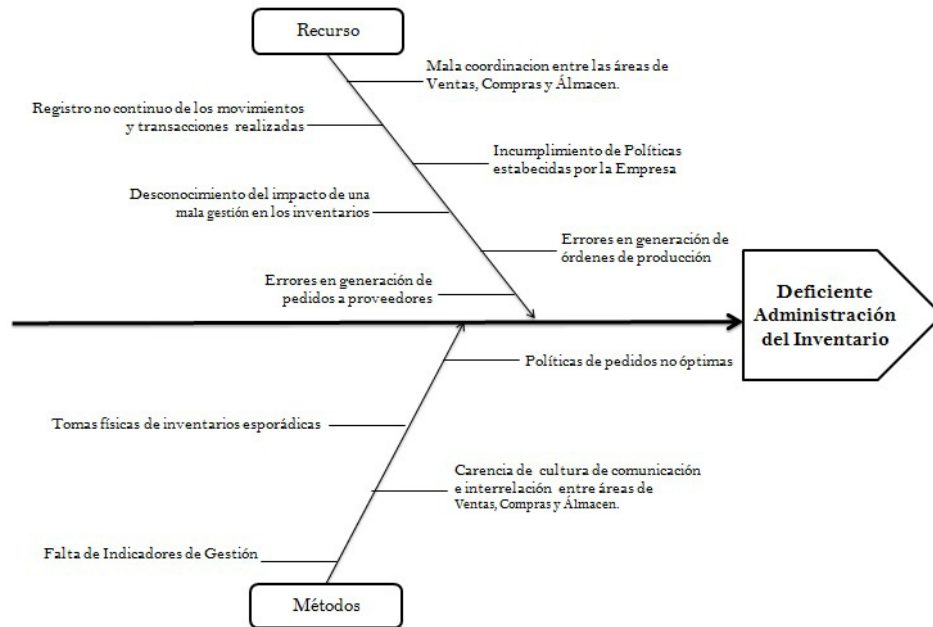 Recurso
Mala coordinacion entre las áreas de
Ventas, Compras y Álmacen.
Registro no continuo de los movimientos
y transacciones realizadas
Incumplimiento de Políticas
estabecidas por la Empresa
Desconocimiento del impacto de una
mala gestión en los inventarios
Errores en generación de
órdenes de producción
Errores en generación de
pedidos a proveedores
Deficiente
Administración
del Inventario
Políticas de pedidos no óptimas
Tomas físicas de inventarios esporádicas
Carencia de cultura de comunicación
e interrelación entre áreas de
Ventas, Compras y Álmacen.
Falta de Indicadores de Gestión
Métodos